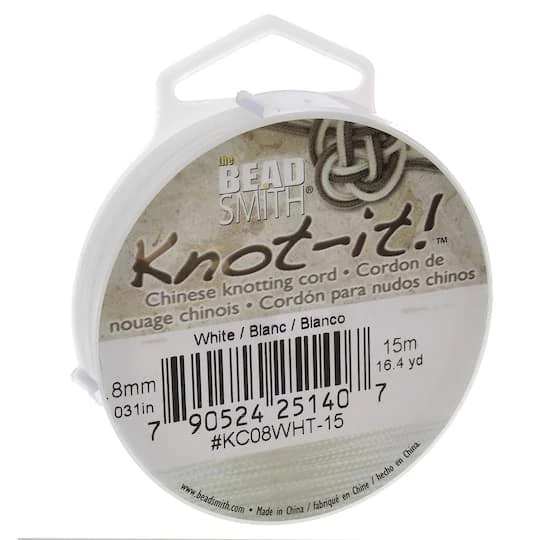 the
BEAD
SMITH®
Knot-it!™
Chinese knotting cord • Cordon de
nouage chinois • Cordón para nudos chinos
White / Blanc / Blanco
.8mm
.031in
15m
16.4 yd
7 90524 25140 7
#KC08WHT-15
www.beadsmith.com • Made in China / fabriqué en Chine / hecho en China.